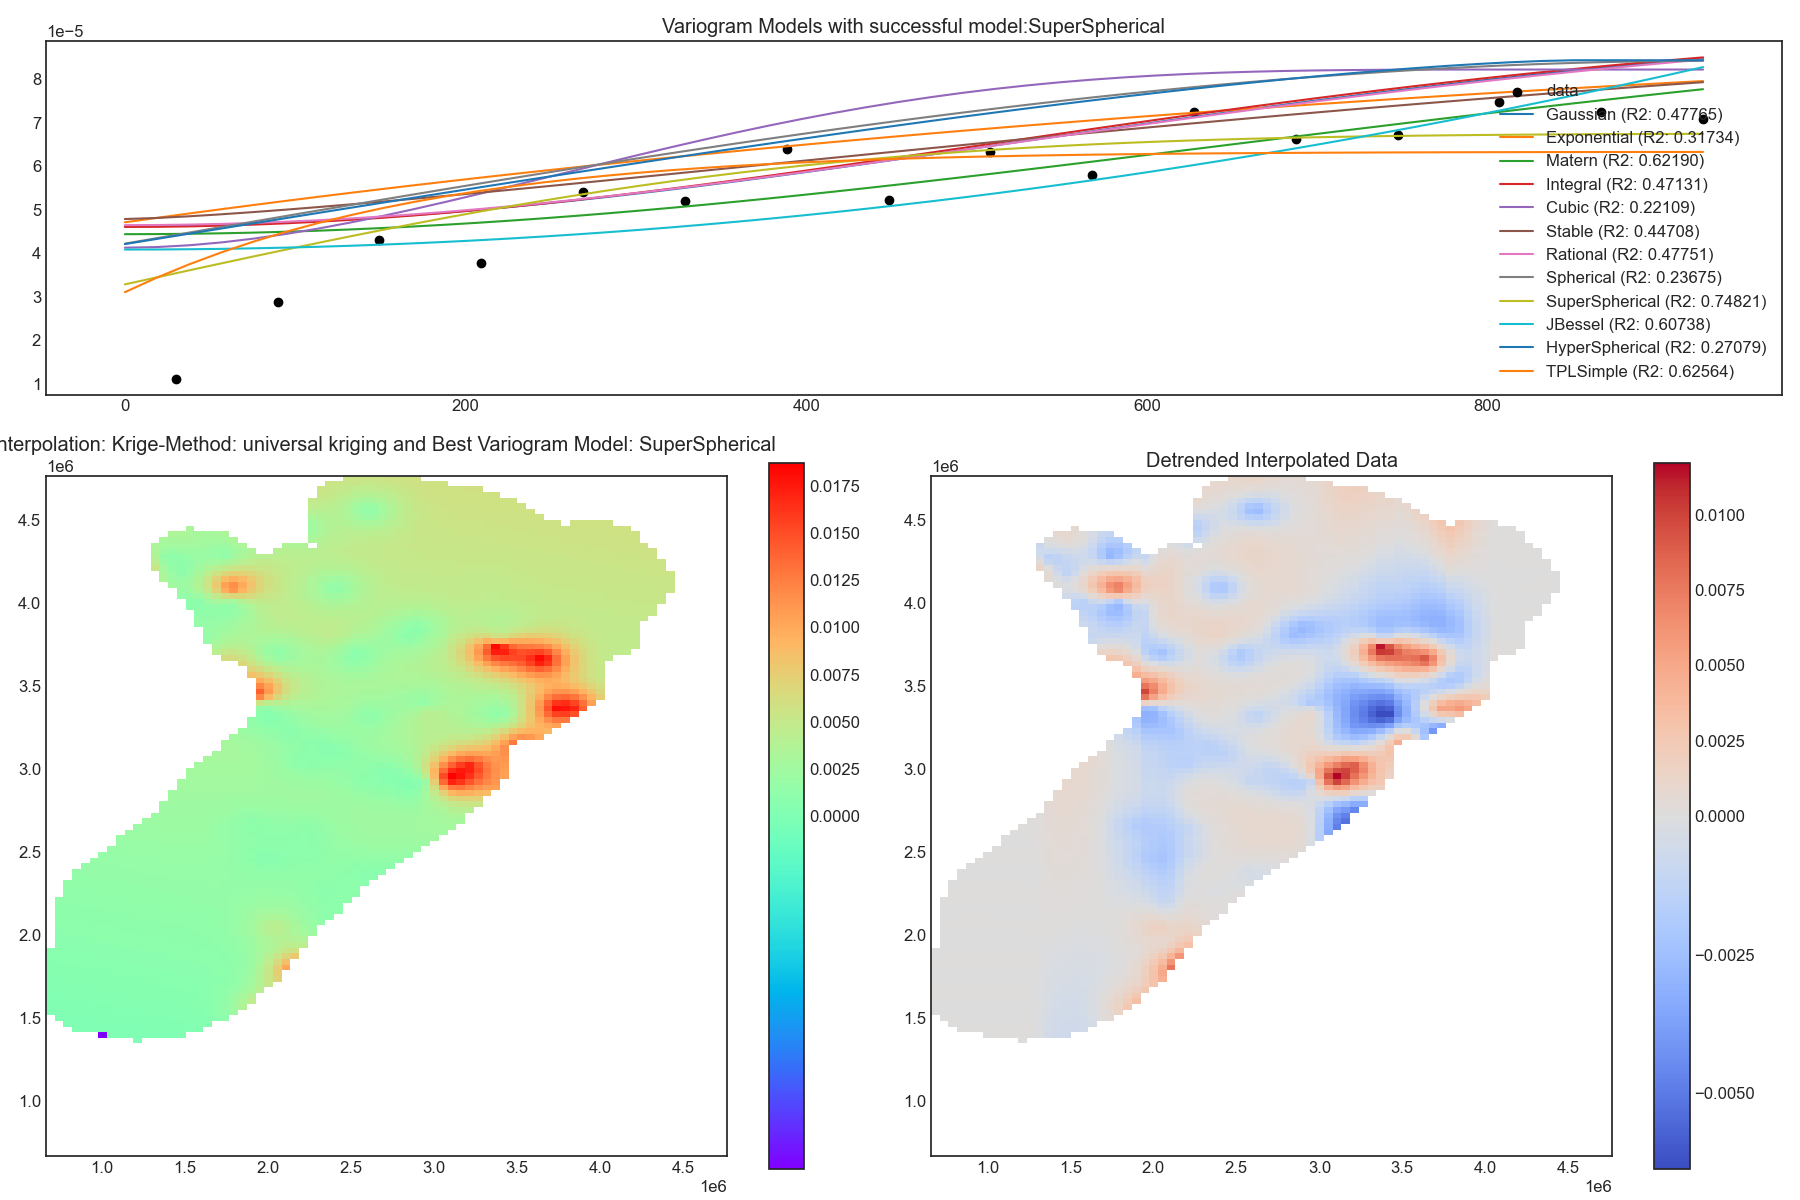 Variogram Models with successful model:SuperSpherical
1e−5
8
7
6
5
4
3
2
1
0
200
400
600
800
data
Gaussian (R2: 0.47765)
Exponential (R2: 0.31734)
Matern (R2: 0.62190)
Integral (R2: 0.47131)
Cubic (R2: 0.22109)
Stable (R2: 0.44708)
Rational (R2: 0.47751)
Spherical (R2: 0.23675)
SuperSpherical (R2: 0.74821)
JBessel (R2: 0.60738)
HyperSpherical (R2: 0.27079)
TPLSimple (R2: 0.62564)
nterpolation: Krige-Method: universal kriging and Best Variogram Model: SuperSpherical
1e6
4.5
4.0
3.5
3.0
2.5
2.0
1.5
1.0
1.0
1.5
2.0
2.5
3.0
3.5
4.0
4.5
1e6
0.0175
0.0150
0.0125
0.0100
0.0075
0.0050
0.0025
0.0000
Detrended Interpolated Data
1e6
4.5
4.0
3.5
3.0
2.5
2.0
1.5
1.0
1.0
1.5
2.0
2.5
3.0
3.5
4.0
4.5
1e6
0.0100
0.0075
0.0050
0.0025
0.0000
−0.0025
−0.0050